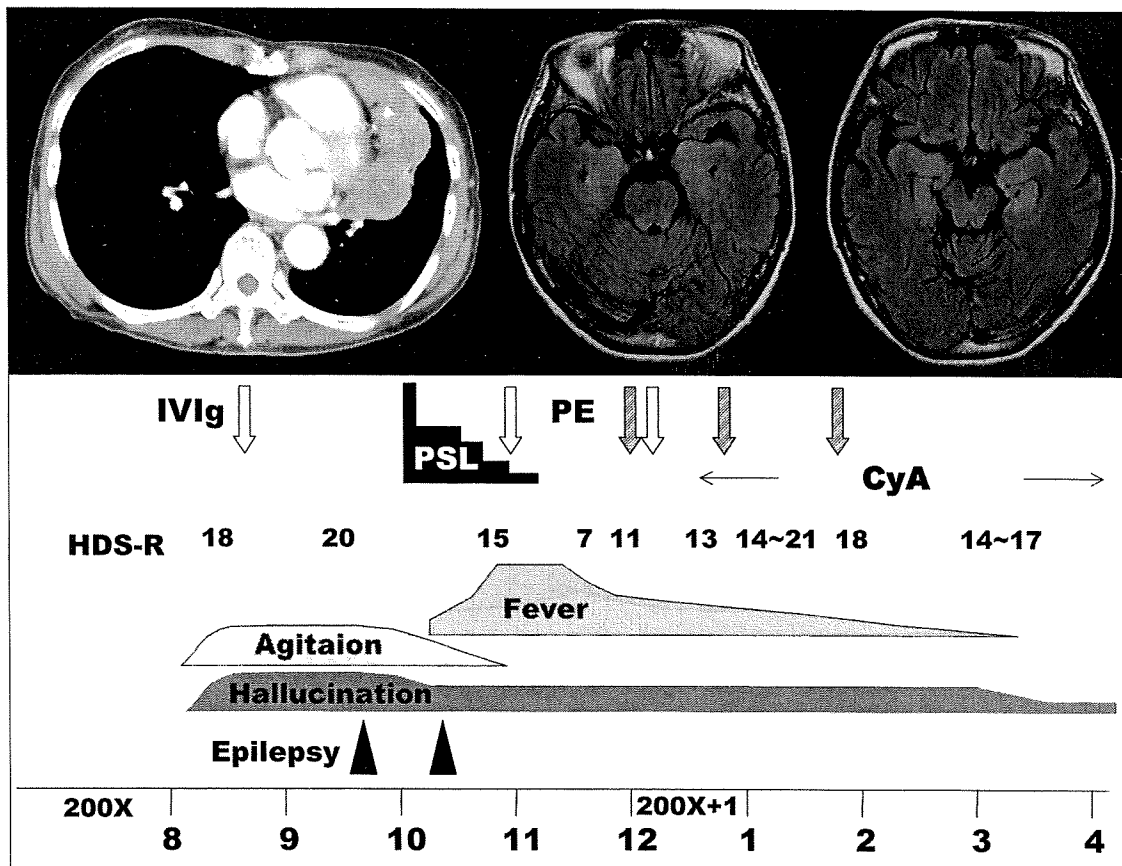 IVIg PE
PSL
CyA
HDS-R 18 20 15 7 11 13 14~21 18 14~17
Fever
Agitaion
Hallucination
Epilepsy
200X 200X+1
8 9 10 11 12 1 2 3 4